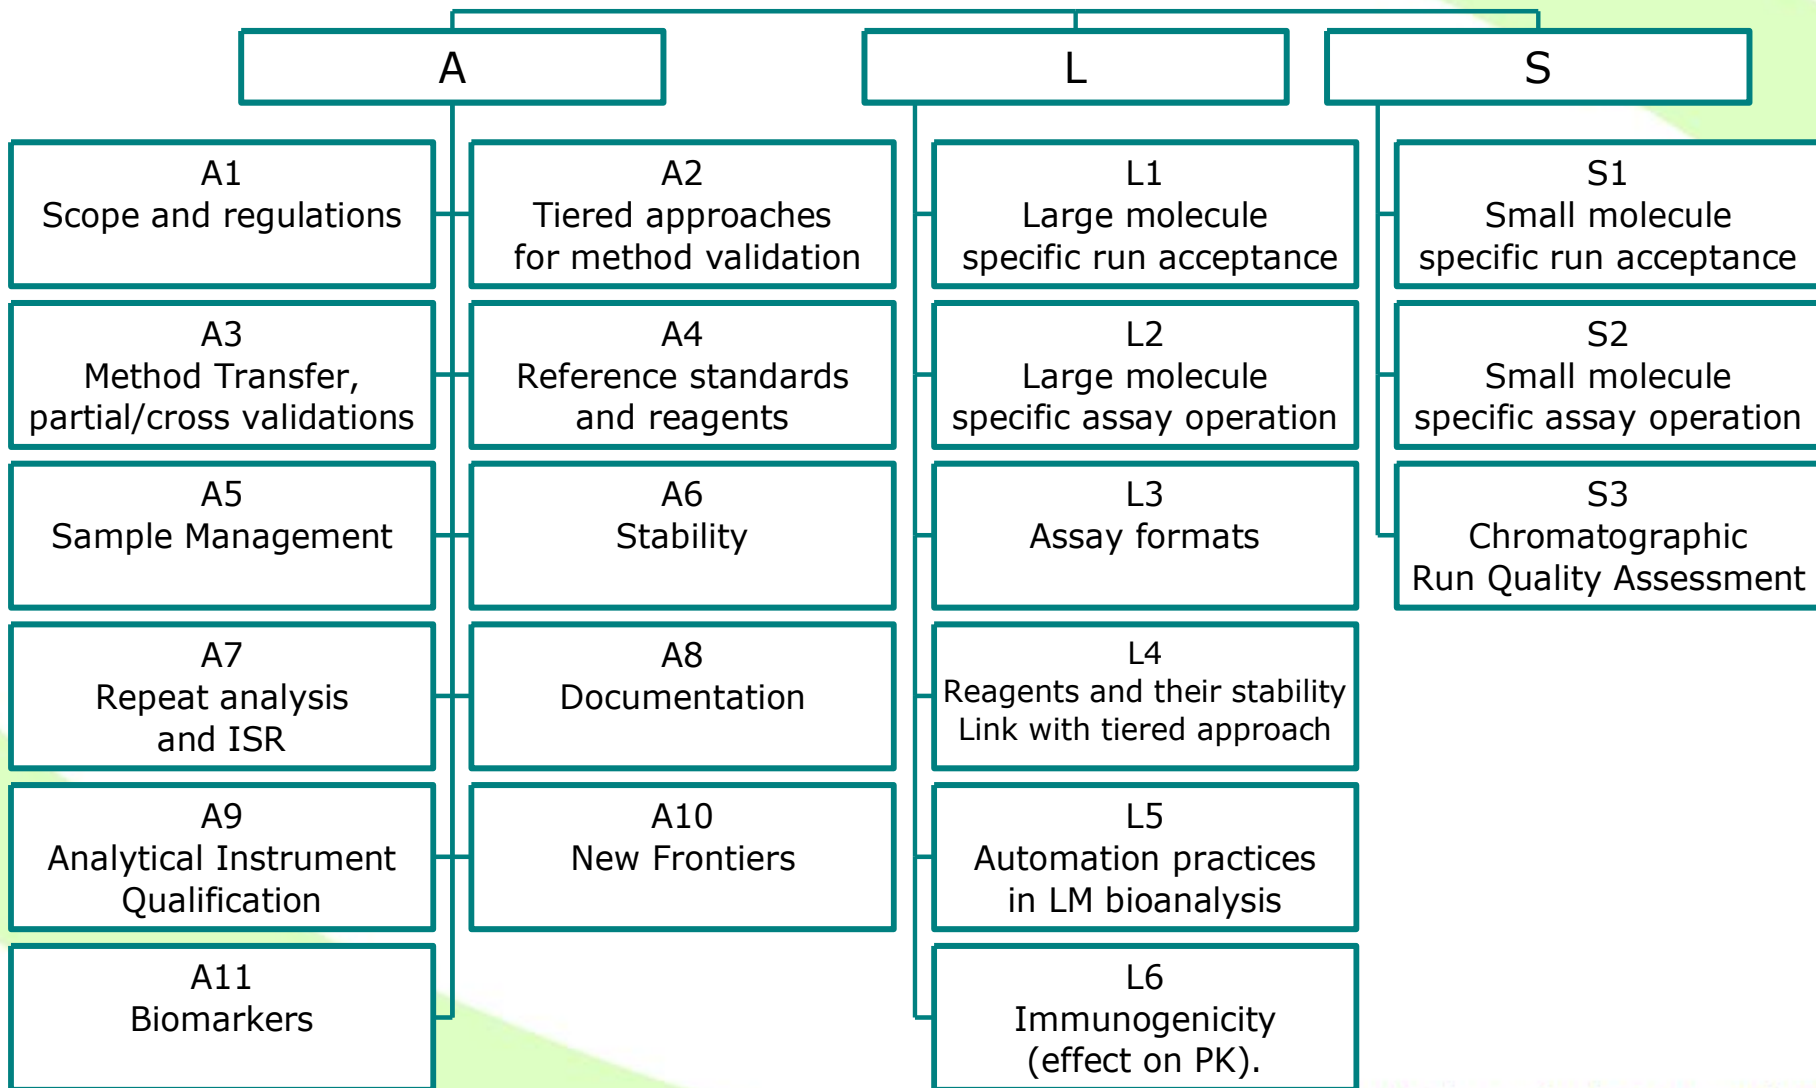 A
L
S
A1
Scope and regulations
A2
Tiered approaches
for method validation
L1
Large molecule
specific run acceptance
S1
Small molecule
specific run acceptance
A3
Method Transfer,
partial/cross validations
A4
Reference standards
and reagents
L2
Large molecule
specific assay operation
S2
Small molecule
specific assay operation
A5
Sample Management
A6
Stability
L3
Assay formats
S3
Chromatographic
Run Quality Assessment
A7
Repeat analysis
and ISR
A8
Documentation
L4
Reagents and their stability
Link with tiered approach
A9
Analytical Instrument
Qualification
A10
New Frontiers
L5
Automation practices
in LM bioanalysis
A11
Biomarkers
L6
Immunogenicity
(effect on PK).